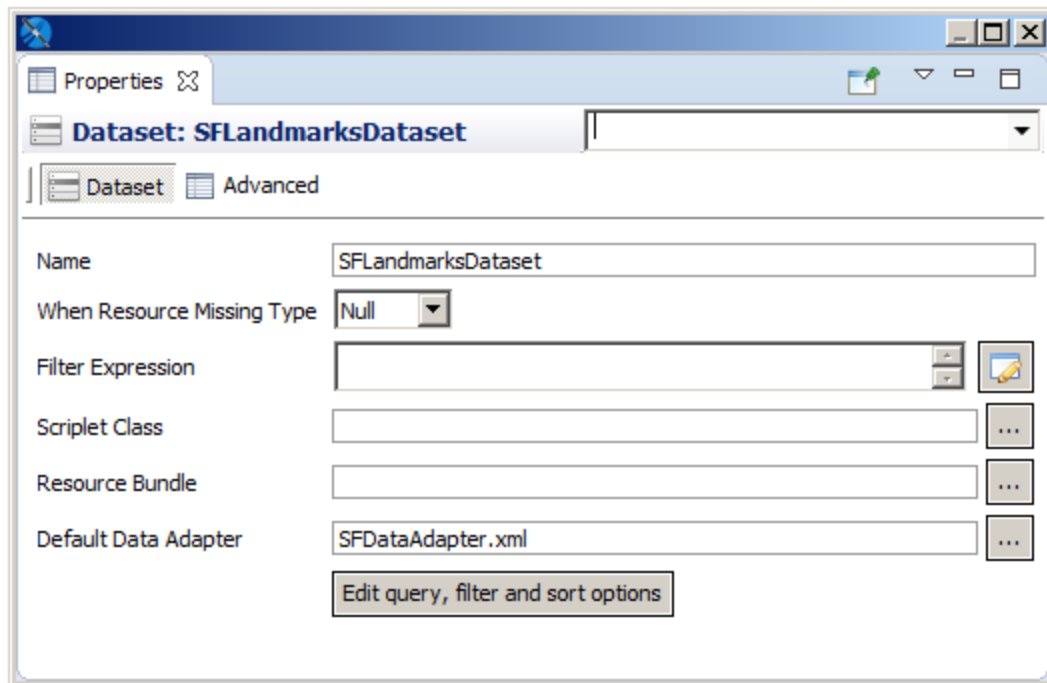 Properties
Dataset: SFLandmarksDataset
Dataset Advanced
Name SFLandmarksDataset
When Resource Missing Type Null
Filter Expression
Scriplet Class ...
Resource Bundle ...
Default Data Adapter SFDataAdapter.xml ...
Edit query, filter and sort options